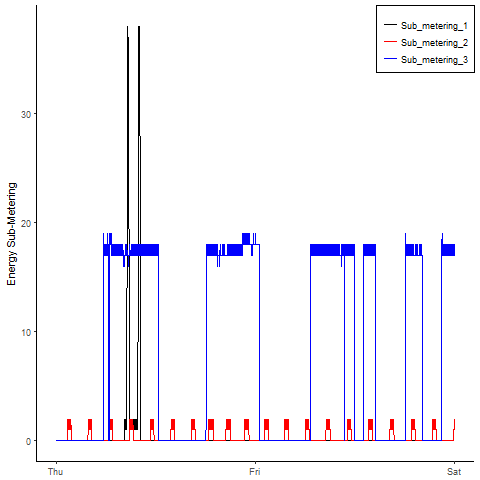 Sub_metering_1
Sub_metering_2
Sub_metering_3
Energy Sub-Metering
30
20
10
0
Thu Fri Sat